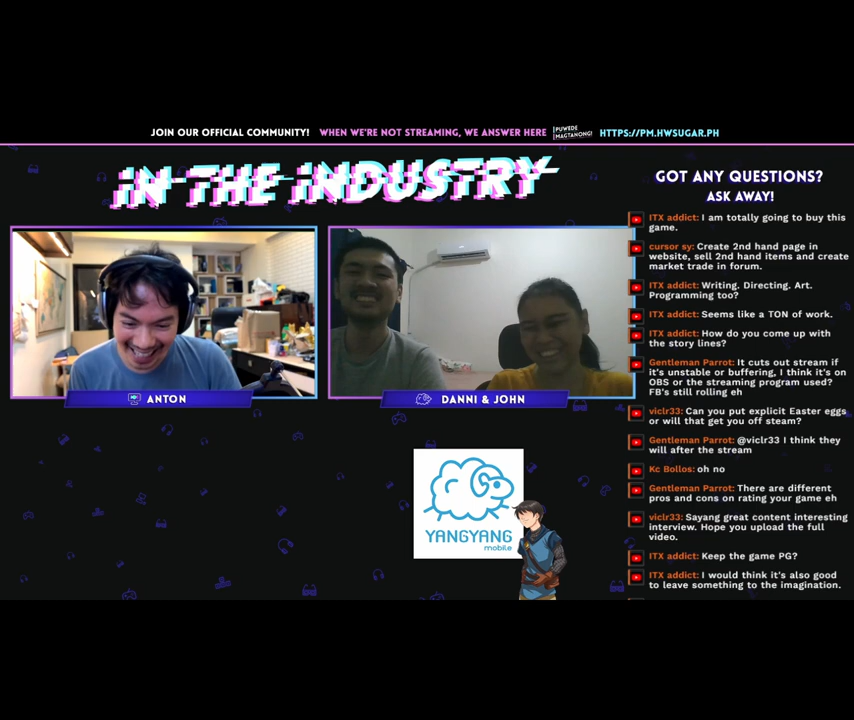 JOIN OUR OFFICIAL COMMUNITY! WHEN WE'RE NOT STREAMING, WE ANSWER HERE PUWEDE MAGTANONG! HTTPS://PM.HWSUGAR.PH
IN THE INDUSTRY
GOT ANY QUESTIONS?
ASK AWAY!
ANTON
DANNI & JOHN
YANGYANG
mobile
ITX addict: I am totally going to buy this
game.
cursor sy: Create 2nd hand page in
website, sell 2nd hand items and create
market trade in forum.
ITX addict: Writing. Directing. Art.
Programming too?
ITX addict: Seems like a TON of work.
ITX addict: How do you come up with
the story lines?
Gentleman Parrot: It cuts out stream if
it's unstable or buffering, I think it's on
OBS or the streaming program used?
FB's still rolling eh
viclr33: Can you put explicit Easter eggs
or will that get you off steam?
Gentleman Parrot: @viclr33 I think they
will after the stream
Kc Bollos: oh no
Gentleman Parrot: There are different
pros and cons on rating your game eh
viclr33: Sayang great content interesting
interview. Hope you upload the full
video.
ITX addict: Keep the game PG?
ITX addict: I would think it's also good
to leave something to the imagination.